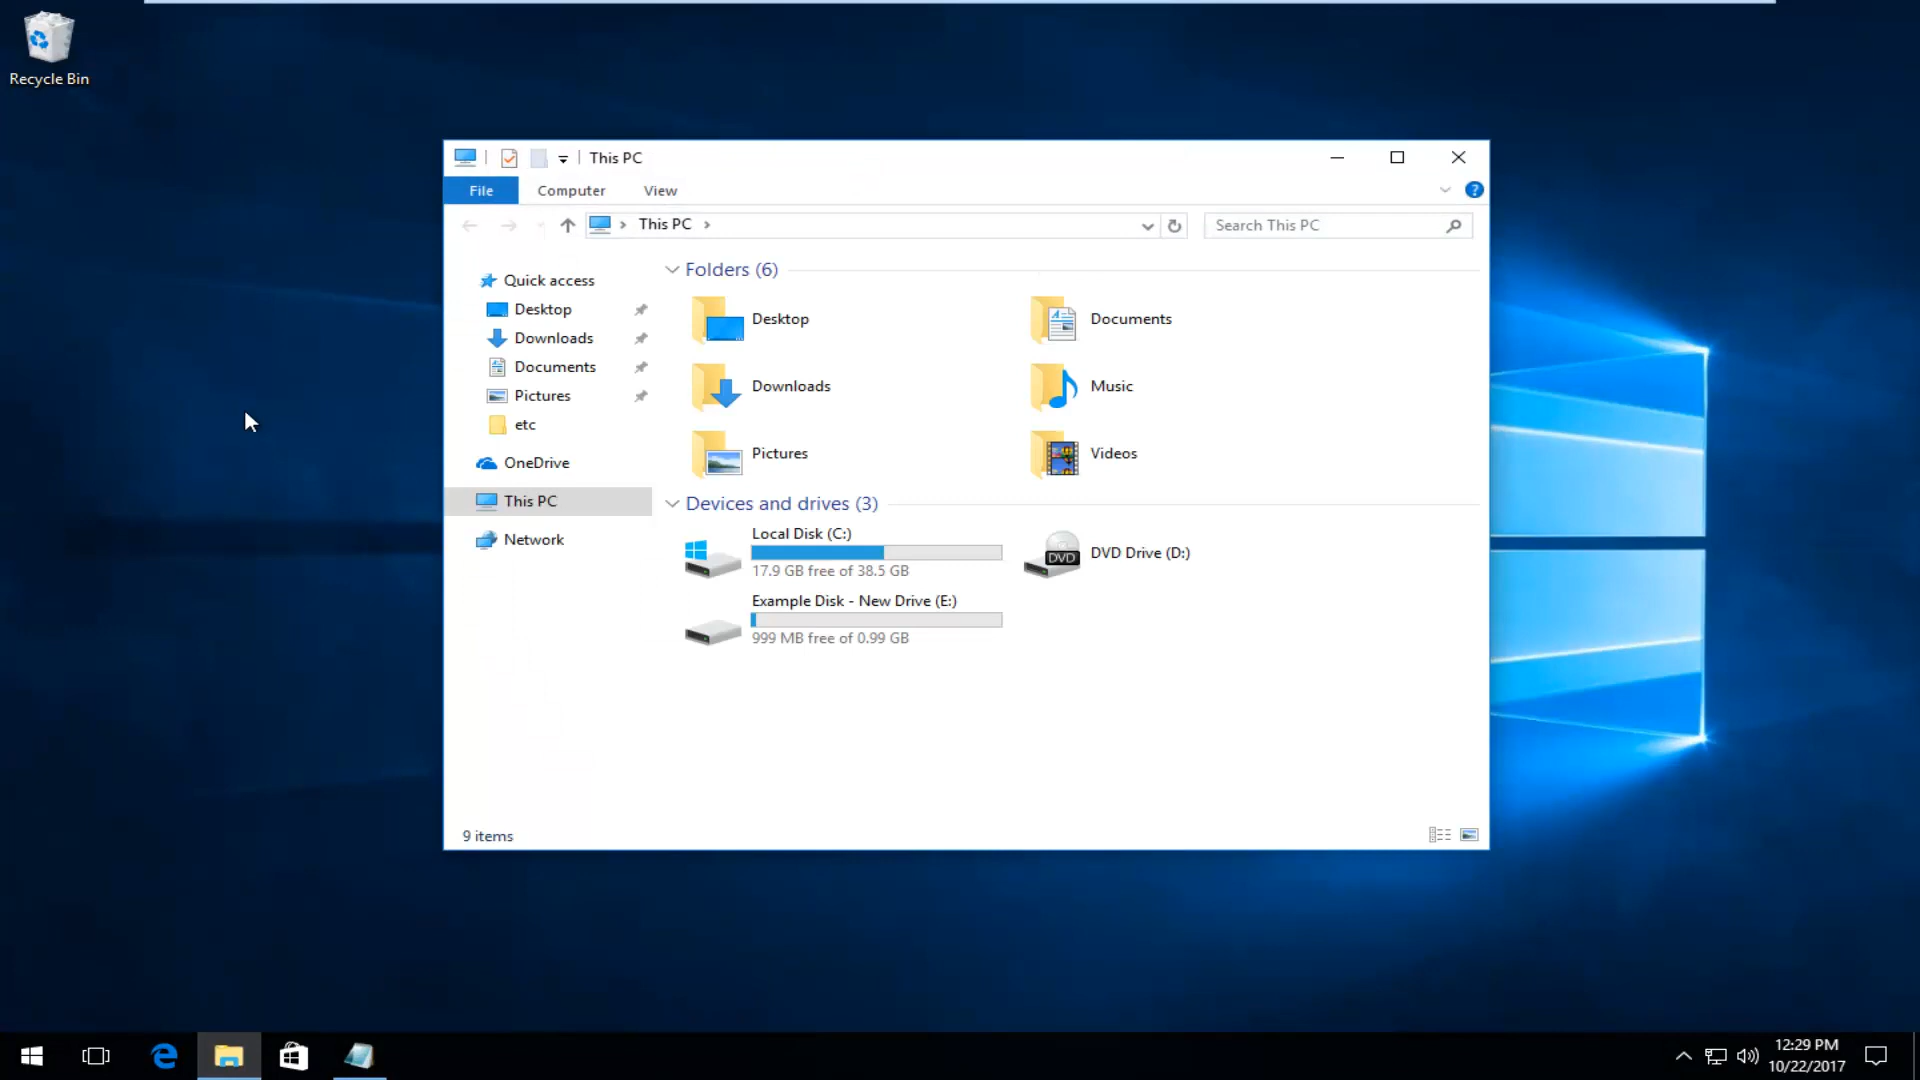 Recycle Bin
This PC
File Computer View
This PC
Search This PC
Quick access
Desktop
Downloads
Documents
Pictures
etc
OneDrive
This PC
Network
Folders (6)
Desktop
Documents
Downloads
Music
Pictures
Videos
Devices and drives (3)
Local Disk (C:)
17.9 GB free of 38.5 GB
DVD
DVD Drive (D:)
Example Disk - New Drive (E:)
999 MB free of 0.99 GB
9 items
12:29 PM
10/22/2017